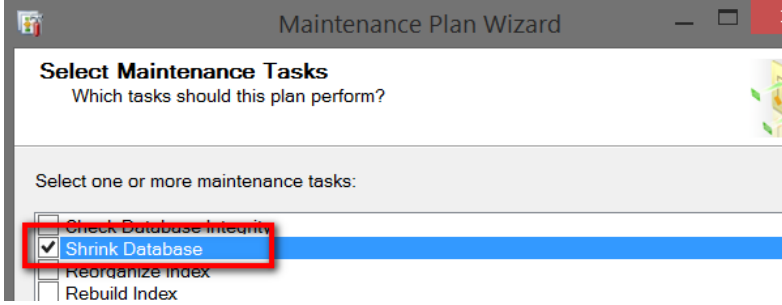 Maintenance Plan Wizard
Select Maintenance Tasks
Which tasks should this plan perform?
Select one or more maintenance tasks:
Check Database Integrity
Shrink Database
Reorganize Index
Rebuild Index